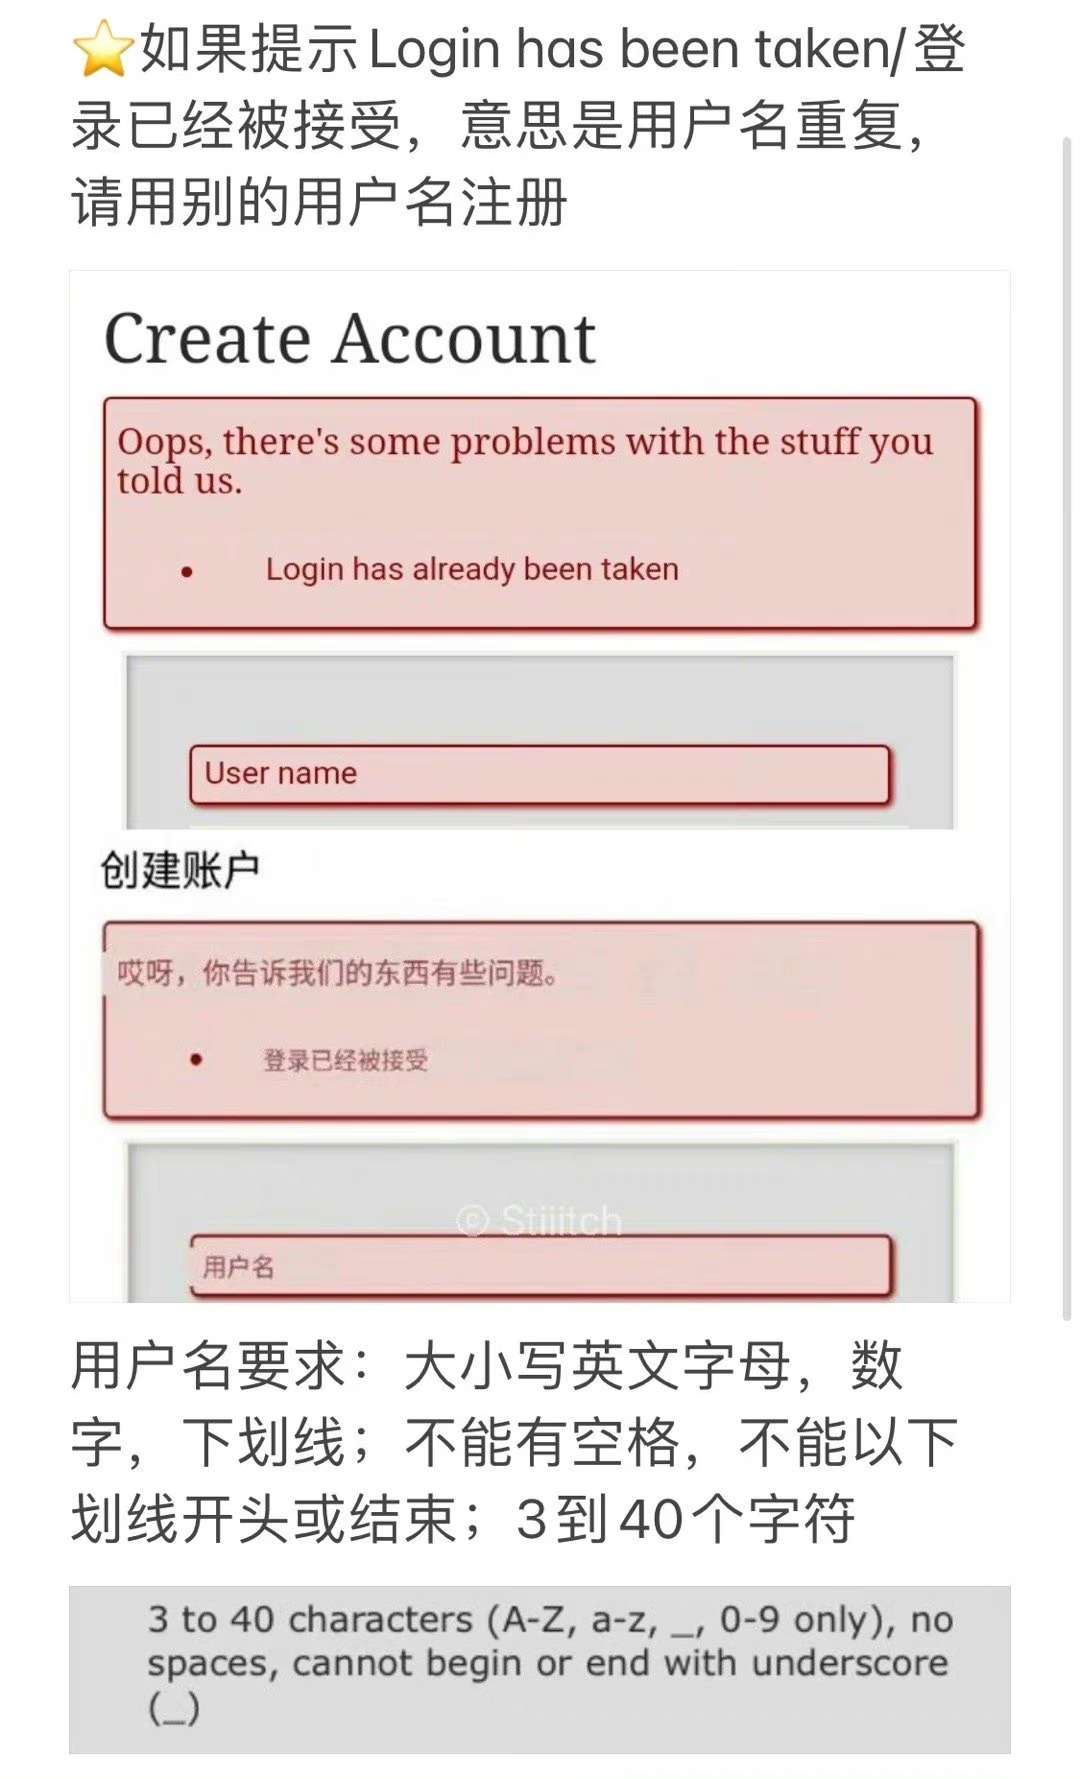 ⭐如果提示Login has been taken/登
录已经被接受，意思是用户名重复，
请用别的用户名注册
Create Account
Oops, there's some problems with the stuff you
told us.
• Login has already been taken
User name
创建账户
哎呀，你告诉我们的东西有些问题。
• 登录已经被接受
© Stiiitch
用户名
用户名要求：大小写英文字母，数
字，下划线；不能有空格，不能以下
划线开头或结束；3到40个字符
3 to 40 characters (A-Z, a-z, _, 0-9 only), no
spaces, cannot begin or end with underscore
(_)